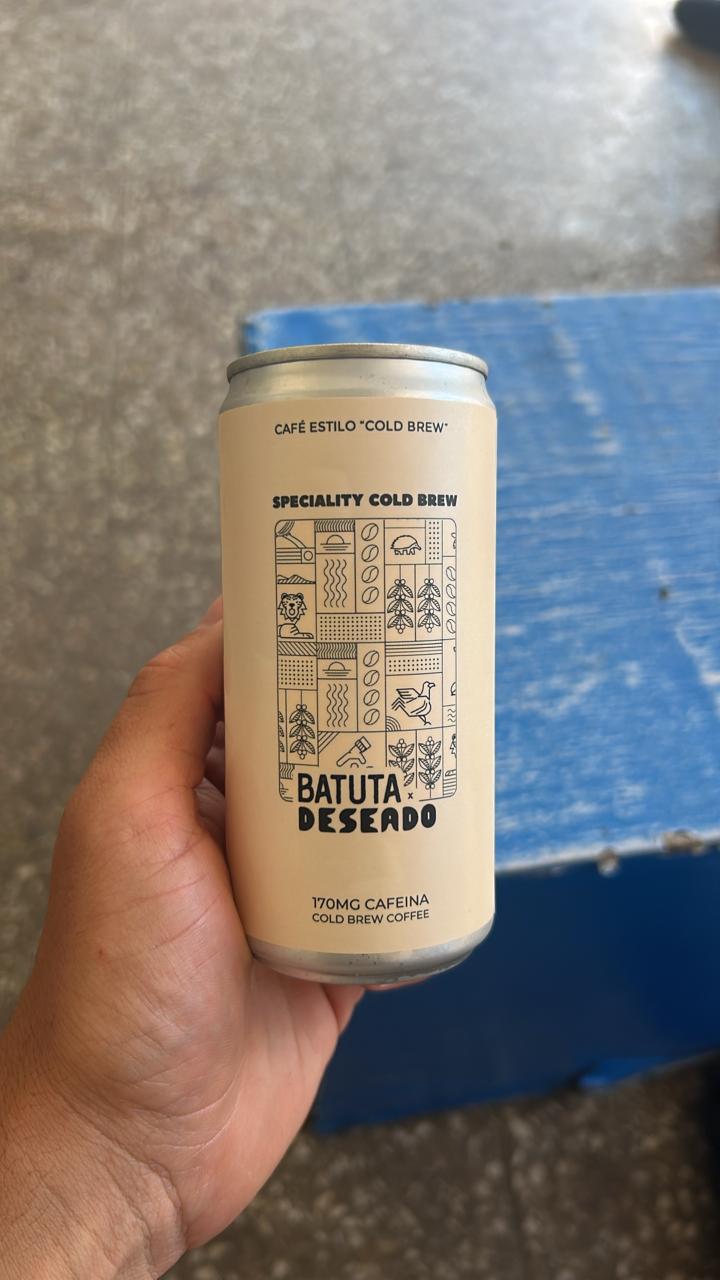 CAFÉ ESTILO "COLD BREW"
SPECIALITY COLD BREW
BATUTA x
DESEADO
170MG CAFEINA
COLD BREW COFFEE